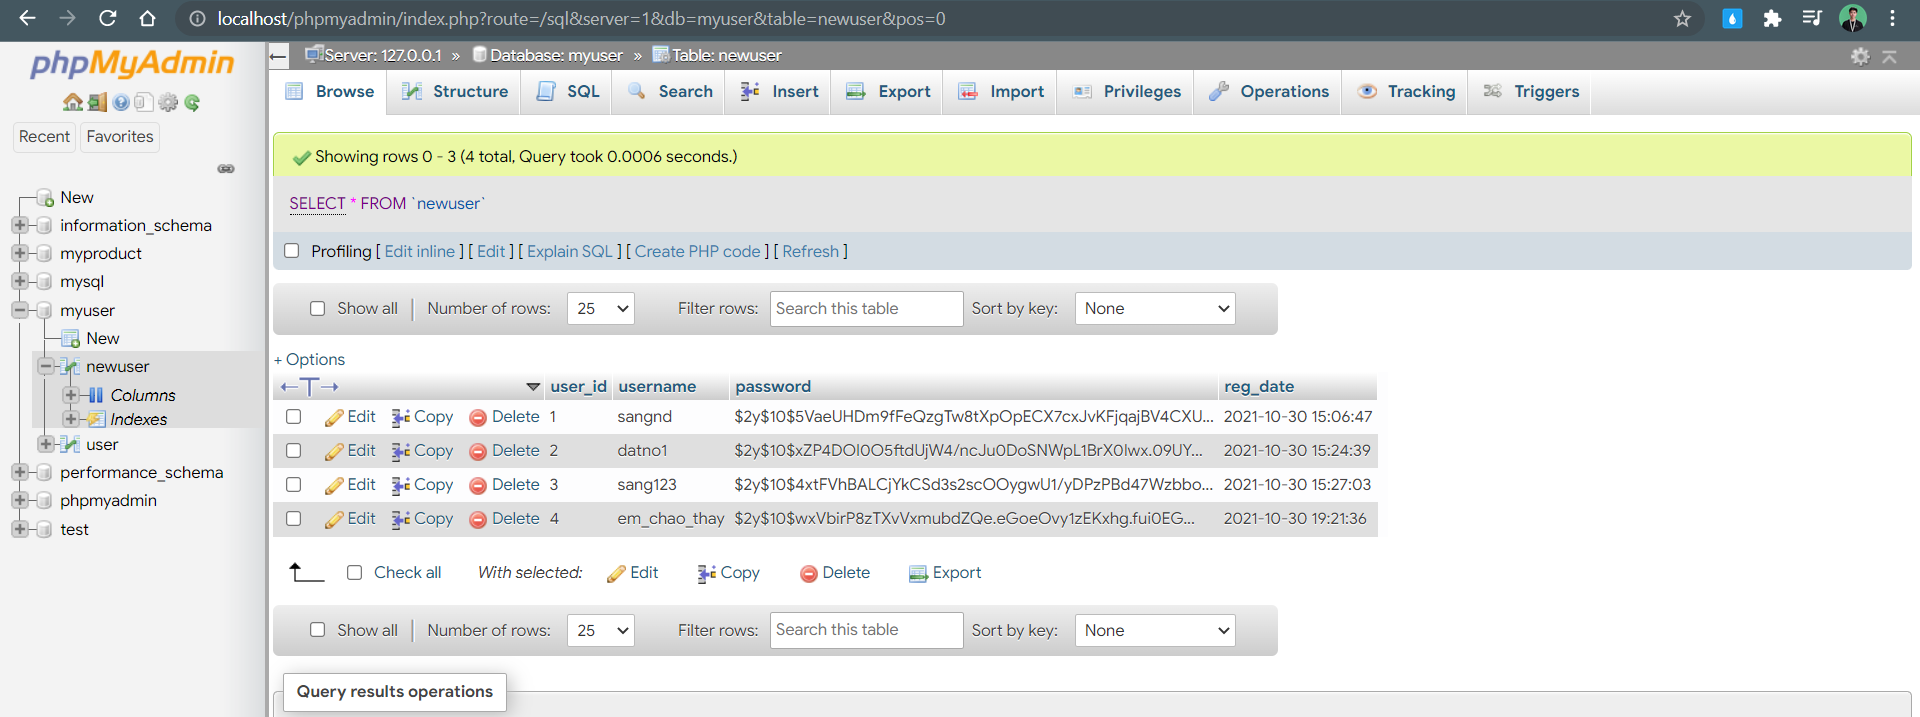 localhost/phpmyadmin/index.php?route=/sql&server=1&db=myuser&table=newuser&pos=0
phpMyAdmin
Recent Favorites
New
information_schema
myproduct
mysql
myuser
New
newuser
Columns
Indexes
user
performance_schema
phpmyadmin
test
Server: 127.0.0.1 » Database: myuser » Table: newuser
Browse Structure SQL Search Insert Export Import Privileges Operations Tracking Triggers
Showing rows 0 - 3 (4 total, Query took 0.0006 seconds.)
SELECT * FROM `newuser`
Profiling [ Edit inline ] [ Edit ] [ Explain SQL ] [ Create PHP code ] [ Refresh ]
Show all | Number of rows: 25 Filter rows: Search this table Sort by key: None
+ Options
←T→ user_id username password reg_date
Edit Copy Delete 1 sangnd $2y$10$5VaeUHDm9fFeQzgTw8tXpOpECX7cxJvKFjqajBV4CXU... 2021-10-30 15:06:47
Edit Copy Delete 2 datno1 $2y$10$xZP4DOl0O5ftdUjW4/ncJu0DoSNWpL1BrX0lwx.09UY... 2021-10-30 15:24:39
Edit Copy Delete 3 sang123 $2y$10$4xtFVhBALCjYkCSd3s2scOOygwU1/yDPzPBd47Wzbbo... 2021-10-30 15:27:03
Edit Copy Delete 4 em_chao_thay $2y$10$wxVbirP8zTXvVxmubdZQe.eGoeOvy1zEKxhg.fui0EG... 2021-10-30 19:21:36
Check all With selected: Edit Copy Delete Export
Show all | Number of rows: 25 Filter rows: Search this table Sort by key: None
Query results operations